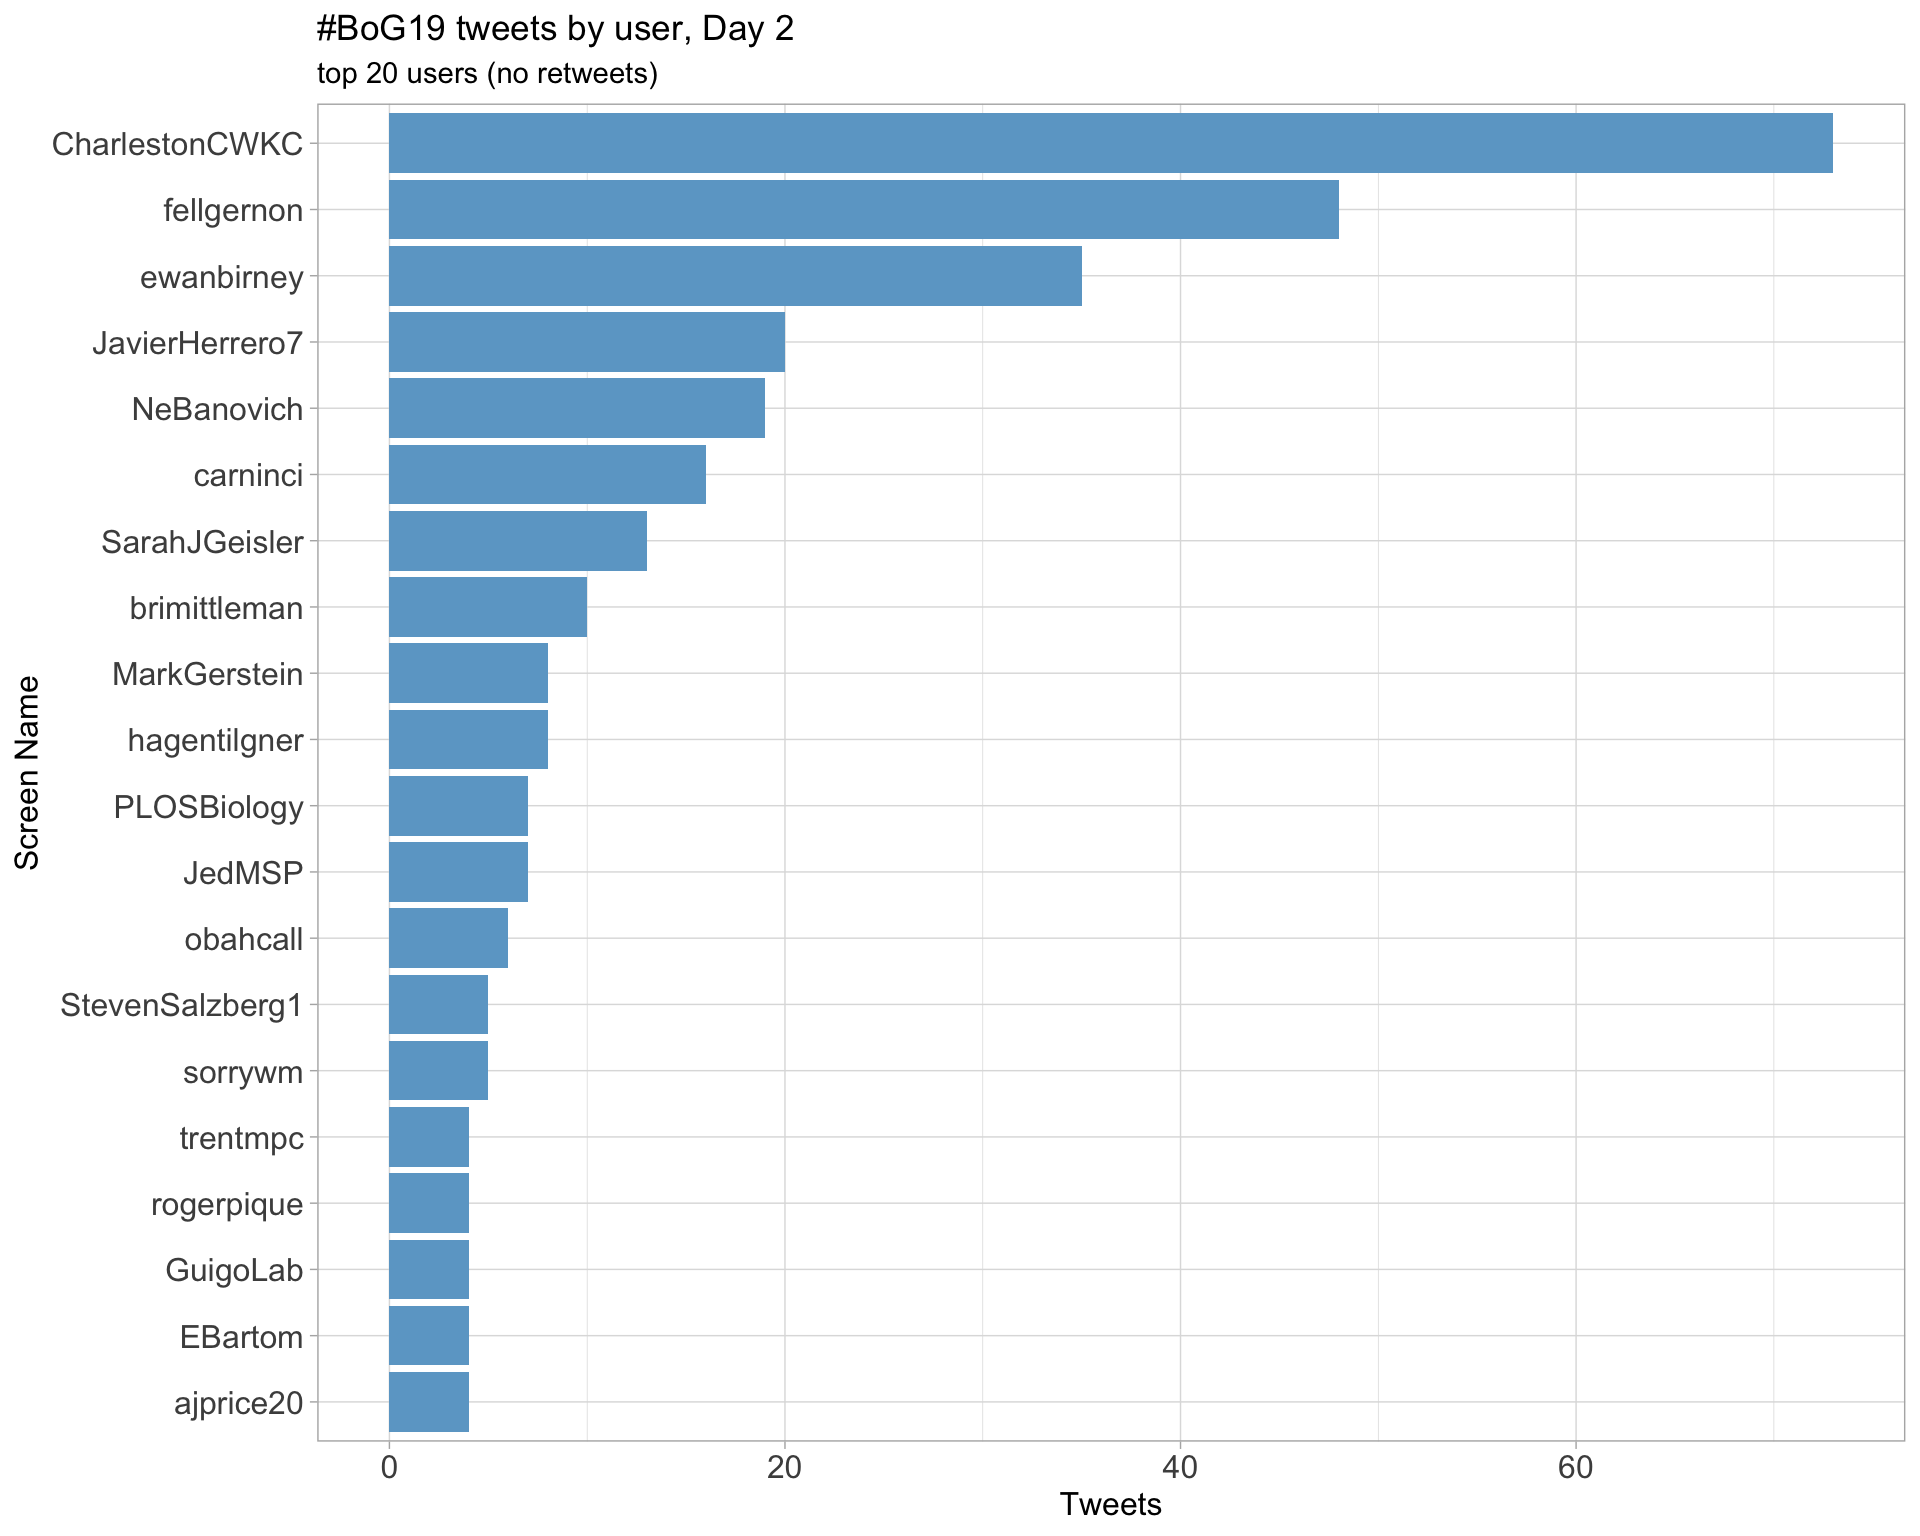 #BoG19 tweets by user, Day 2
top 20 users (no retweets)
CharlestonCWKC
fellgernon
ewanbirney
JavierHerrero7
NeBanovich
carninci
SarahJGeisler
brimittleman
MarkGerstein
hagentilgner
PLOSBiology
JedMSP
obahcall
StevenSalzberg1
sorrywm
trentmpc
rogerpique
GuigoLab
EBartom
ajprice20
Screen Name
0 20 40 60
Tweets